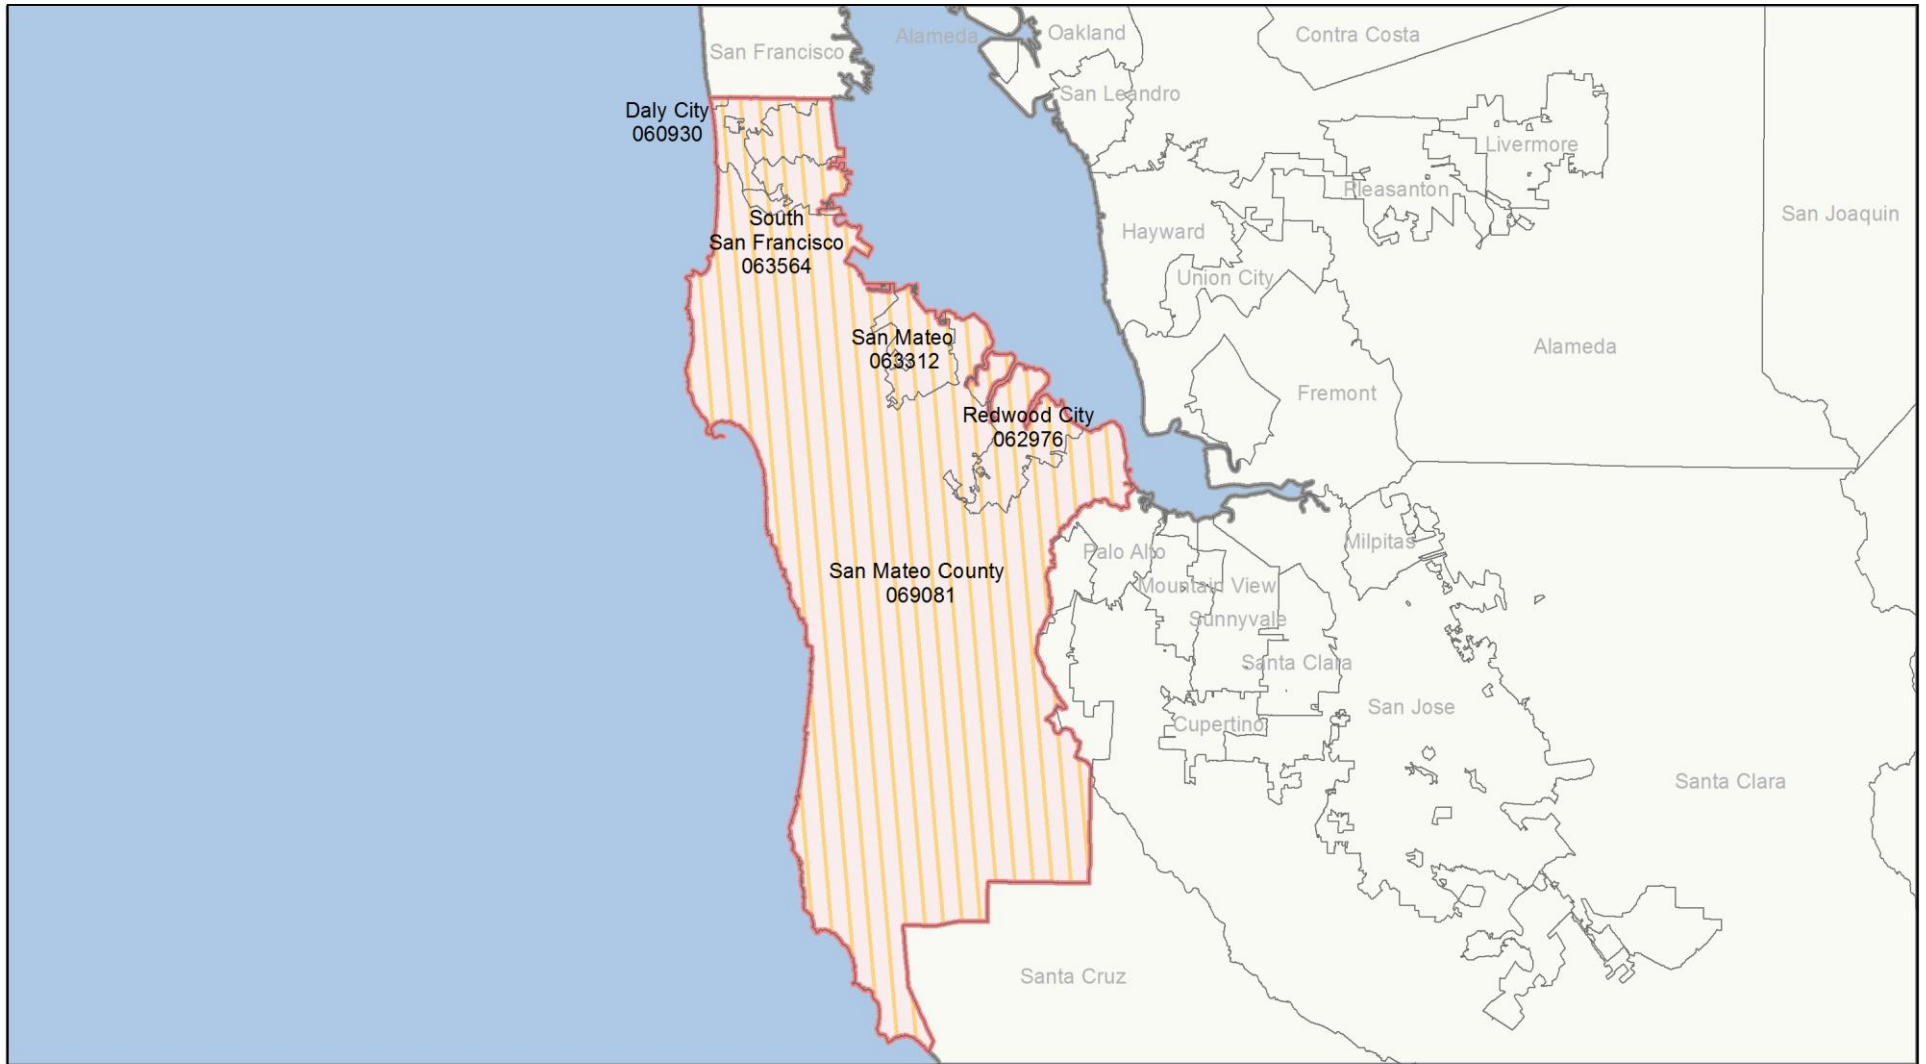 San Francisco
Alameda
Oakland
Contra Costa
San Leandro
Daly City
060930
Livermore
Pleasanton
San Joaquin
South
San Francisco
063564
Hayward
Union City
San Mateo
063312
Alameda
Fremont
Redwood City
062976
Palo Alto
Milpitas
San Mateo County
069081
Mountain View
Sunnyvale
Santa Clara
San Jose
Cupertino
Santa Clara
Santa Cruz